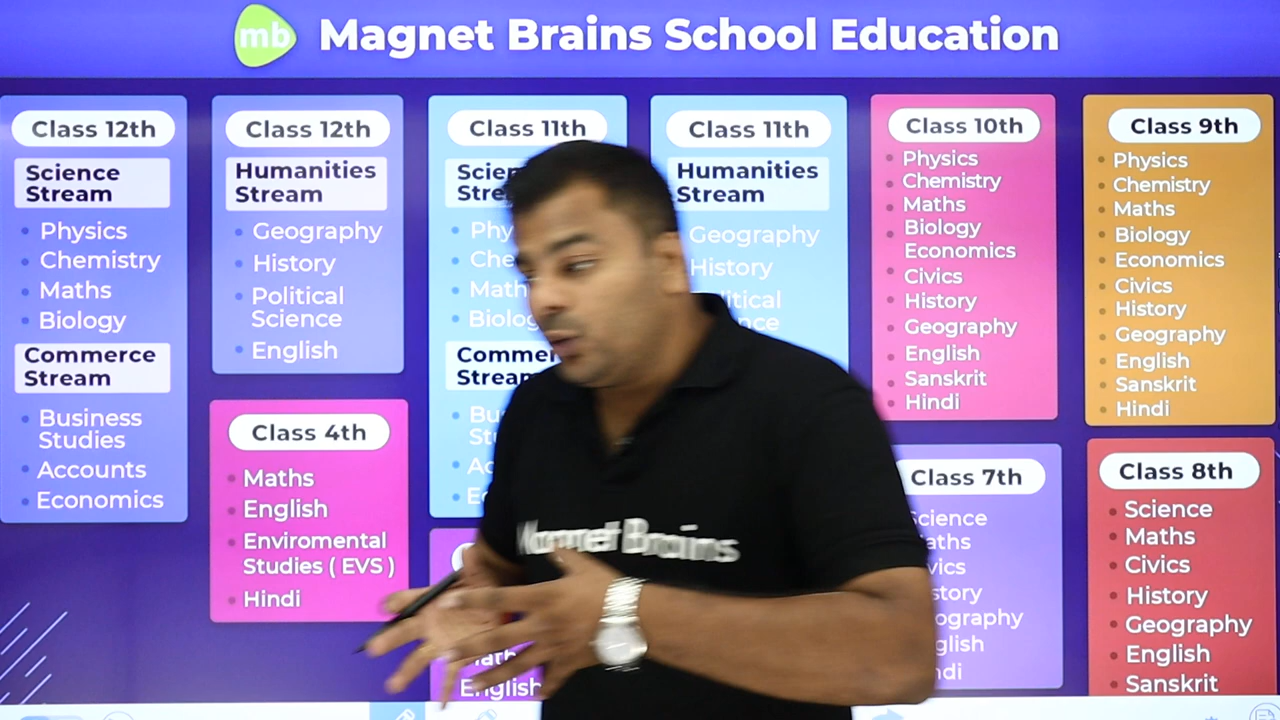 mb Magnet Brains School Education
Class 12th
Science
Stream
Physics
Chemistry
Maths
Biology
Commerce
Stream
Business
Studies
Accounts
Economics
Class 12th
Humanities
Stream
Geography
History
Political
Science
English
Class 4th
Maths
English
Enviromental
Studies ( EVS )
Hindi
Class 11th
Class 11th
Humanities
Stream
Geography
History
Class 10th
Physics
Chemistry
Maths
Biology
Economics
Civics
History
Geography
English
Sanskrit
Hindi
Class 9th
Physics
Chemistry
Maths
Biology
Economics
Civics
History
Geography
English
Sanskrit
Hindi
Class 7th
Science
Class 8th
Science
Maths
Civics
History
Geography
English
Sanskrit
English
Magnet Brains